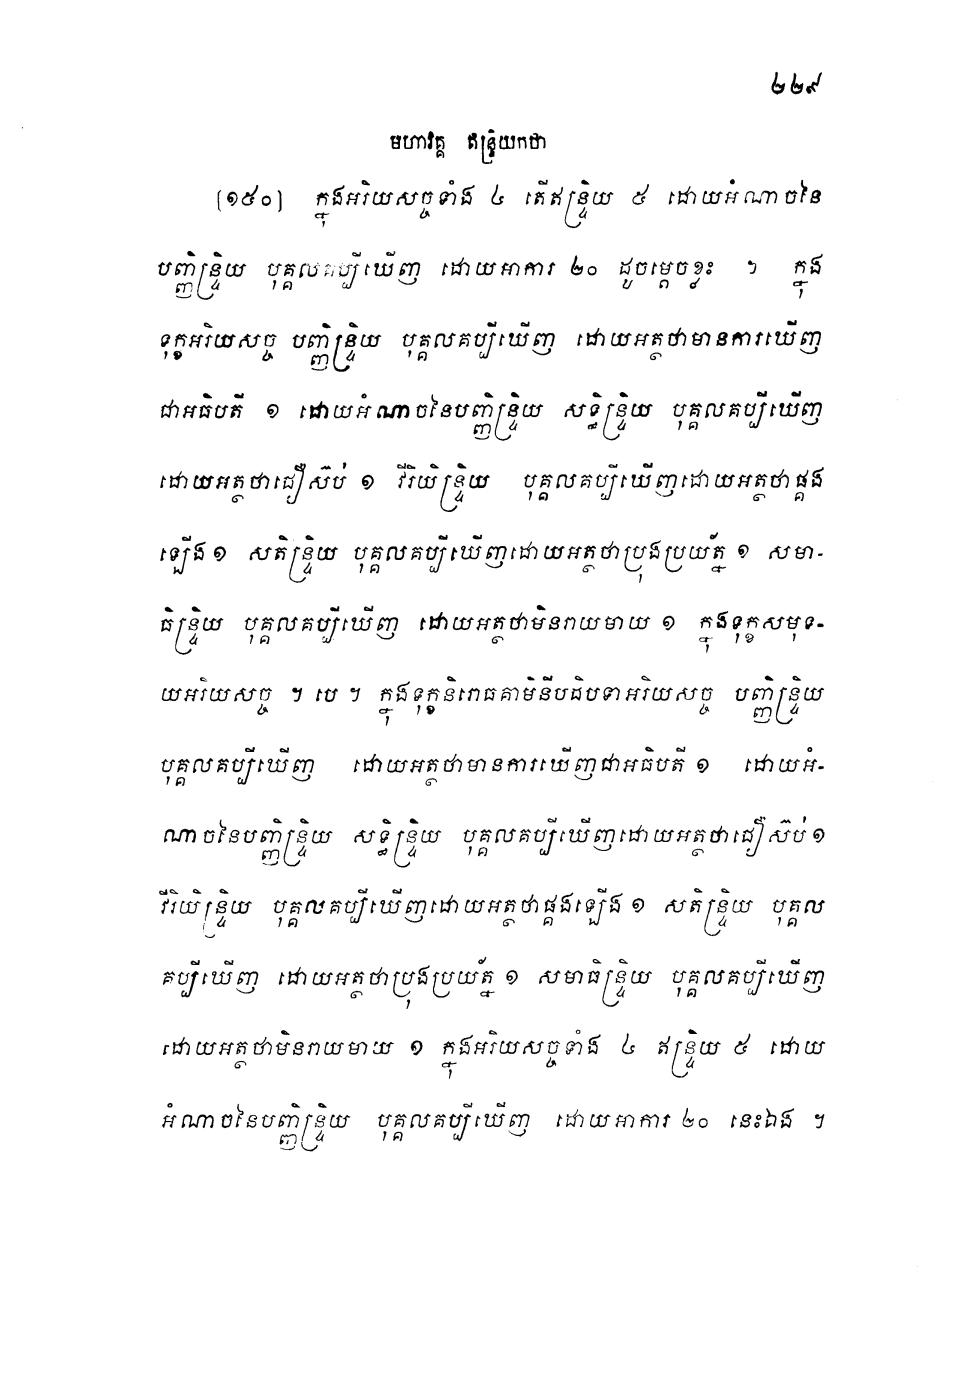 ២២៩
មហាវគ្គ ឥន្ទ្រិយកថា
(១៥០) ក្នុងអរិយសច្ចទាំង ៤ តើឥន្ទ្រិយ ៥ ដោយអំណាចនៃ
បញ្ញិន្ទ្រិយ បុគ្គលគប្បីឃើញ ដោយអាការ ២០ ដូចម្តេចខ្លះ ។ ក្នុង
ទុក្ខអរិយសច្ច បញ្ញិន្ទ្រិយ បុគ្គលគប្បីឃើញ ដោយអត្ថថាមានការឃើញ
ជាអធិបតី ១ ដោយអំណាចនៃបញ្ញិន្ទ្រិយ សទ្ធិន្ទ្រិយ បុគ្គលគប្បីឃើញ
ដោយអត្ថថាជឿស៊ប់ ១ វីរិយិន្ទ្រិយ បុគ្គលគប្បីឃើញដោយអត្ថថាផ្គង
ឡើង ១ សតិន្ទ្រិយ បុគ្គលគប្បីឃើញដោយអត្ថថាប្រុងប្រយ័ត្ន ១ សមា-
ធិន្ទ្រិយ បុគ្គលគប្បីឃើញ ដោយអត្ថថាមិនរាយមាយ ១ ក្នុងទុក្ខសមុទ-
យអរិយសច្ច ។ បេ ។ ក្នុងទុក្ខនិរោធគាមិនីបដិបទាអរិយសច្ច បញ្ញិន្ទ្រិយ
បុគ្គលគប្បីឃើញ ដោយអត្ថថាមានការឃើញជាអធិបតី ១ ដោយអំ-
ណាចនៃបញ្ញិន្ទ្រិយ សទ្ធិន្ទ្រិយ បុគ្គលគប្បីឃើញដោយអត្ថថាជឿស៊ប់ ១
វីរិយិន្ទ្រិយ បុគ្គលគប្បីឃើញដោយអត្ថថាផ្គងឡើង ១ សតិន្ទ្រិយ បុគ្គល
គប្បីឃើញ ដោយអត្ថថាប្រុងប្រយ័ត្ន ១ សមាធិន្ទ្រិយ បុគ្គលគប្បីឃើញ
ដោយអត្ថថាមិនរាយមាយ ១ ក្នុងអរិយសច្ចទាំង ៤ ឥន្ទ្រិយ ៥ ដោយ
អំណាចនៃបញ្ញិន្ទ្រិយ បុគ្គលគប្បីឃើញ ដោយអាការ ២០ នេះឯង ។